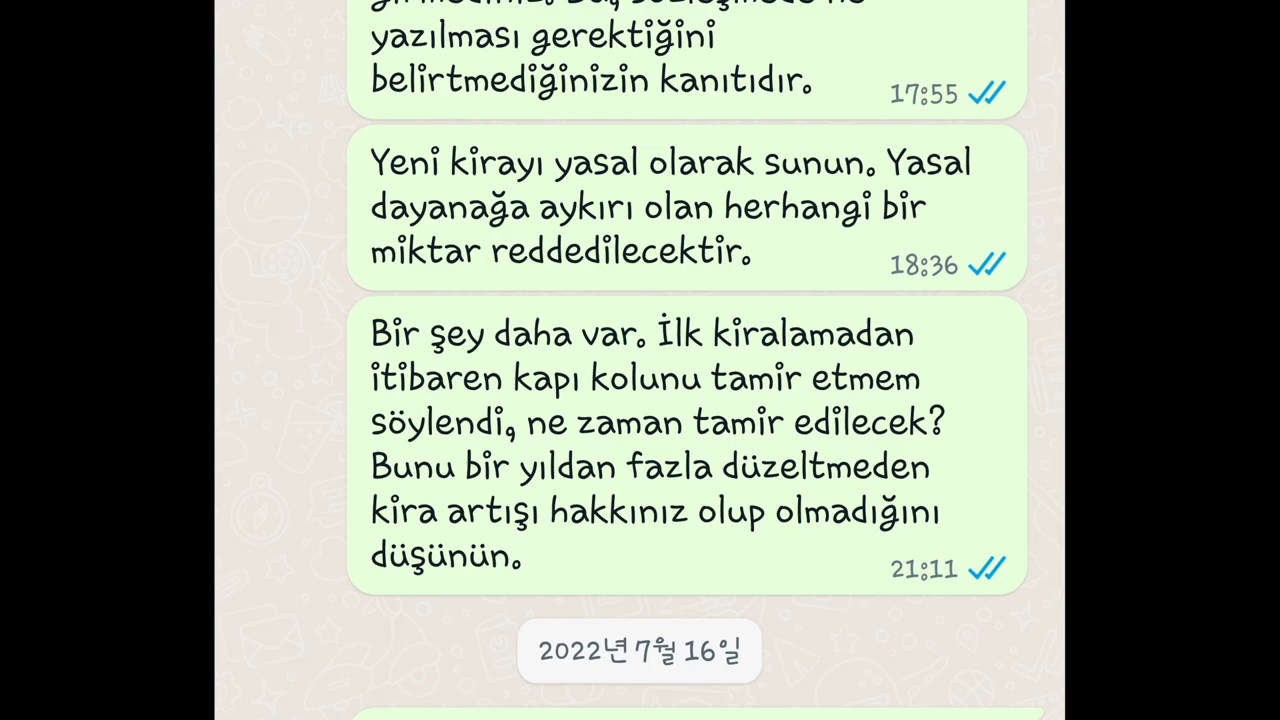 yazılması gerektiğini
belirtmediğinizin kanıtıdır.
17:55
Yeni kirayı yasal olarak sunun. Yasal
dayanağa aykırı olan herhangi bir
miktar reddedilecektir.
18:36
Bir şey daha var. İlk kiralamadan
itibaren kapı kolunu tamir etmem
söylendi, ne zaman tamir edilecek?
Bunu bir yıldan fazla düzeltmeden
kira artışı hakkınız olup olmadığını
düşünün.
21:11
2022년 7월 16일